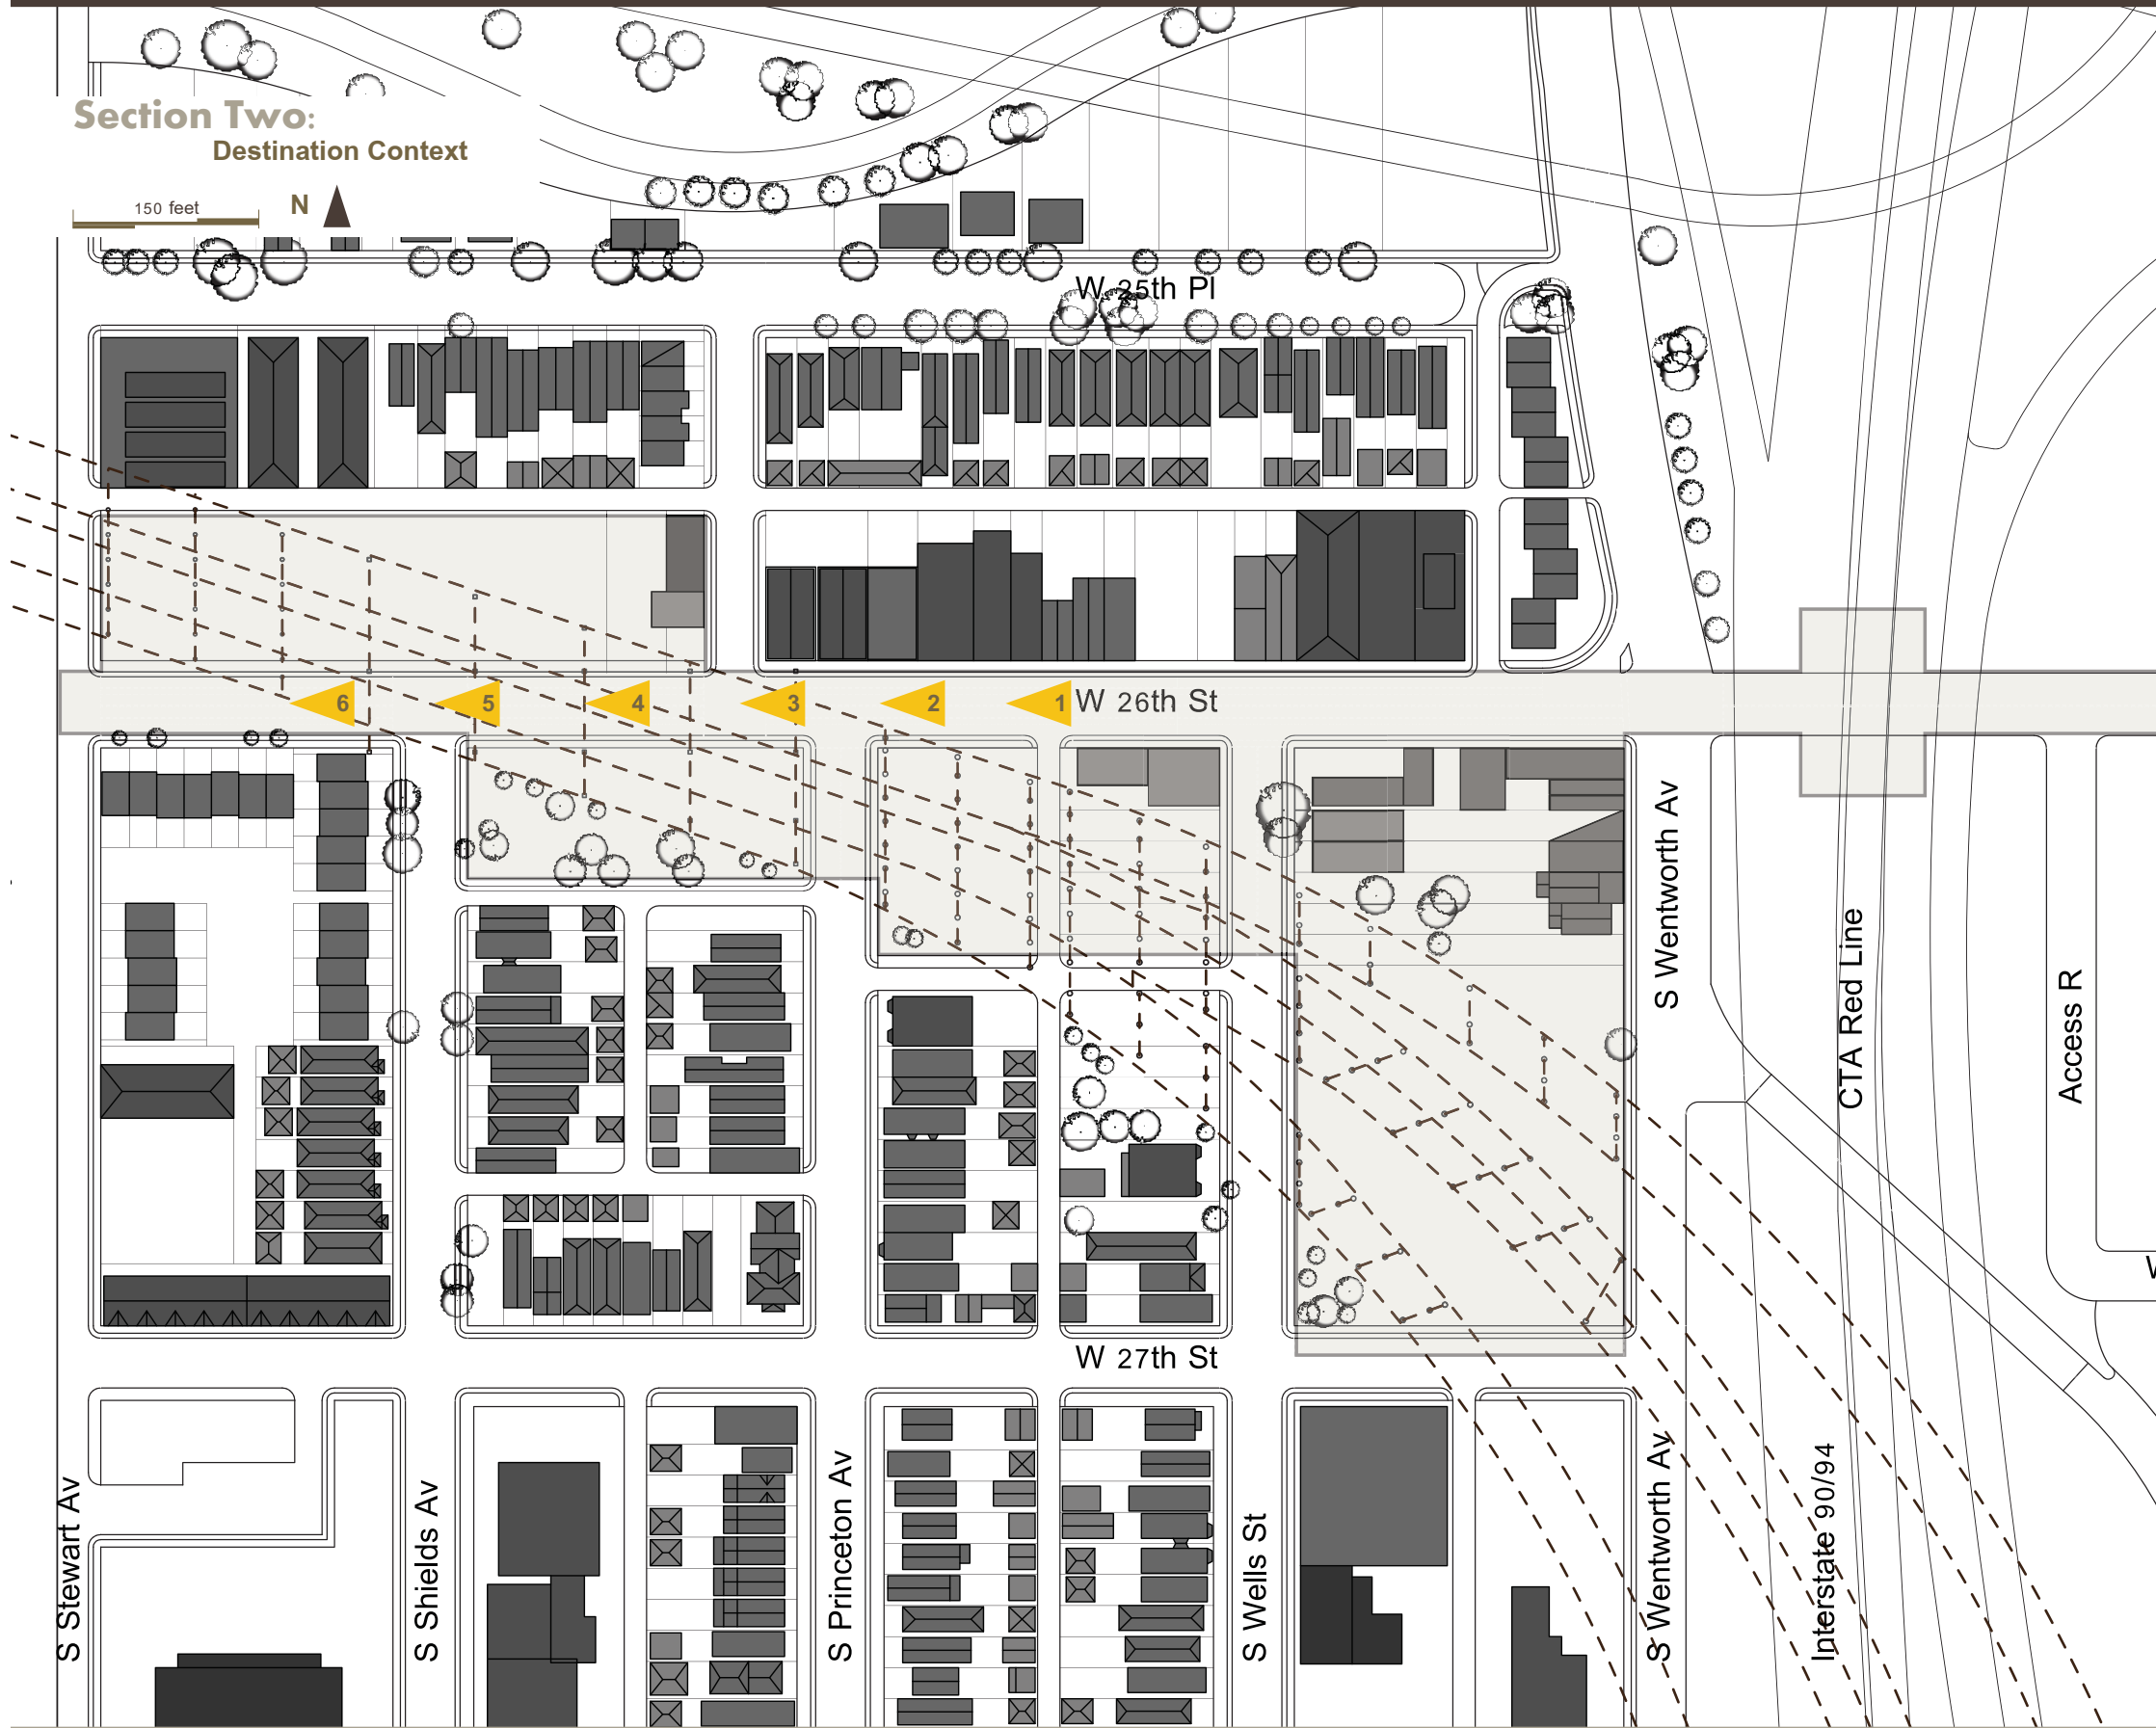 Section Two:
Destination Context
150 feet
N
W 25th Pl
6
5
4
3
2
1
W 26th St
S Wentworth Av
CTA Red Line
Access R
W 27th St
S Stewart Av
S Shields Av
S Princeton Av
S Wells St
S Wentworth Av
Interstate 90/94